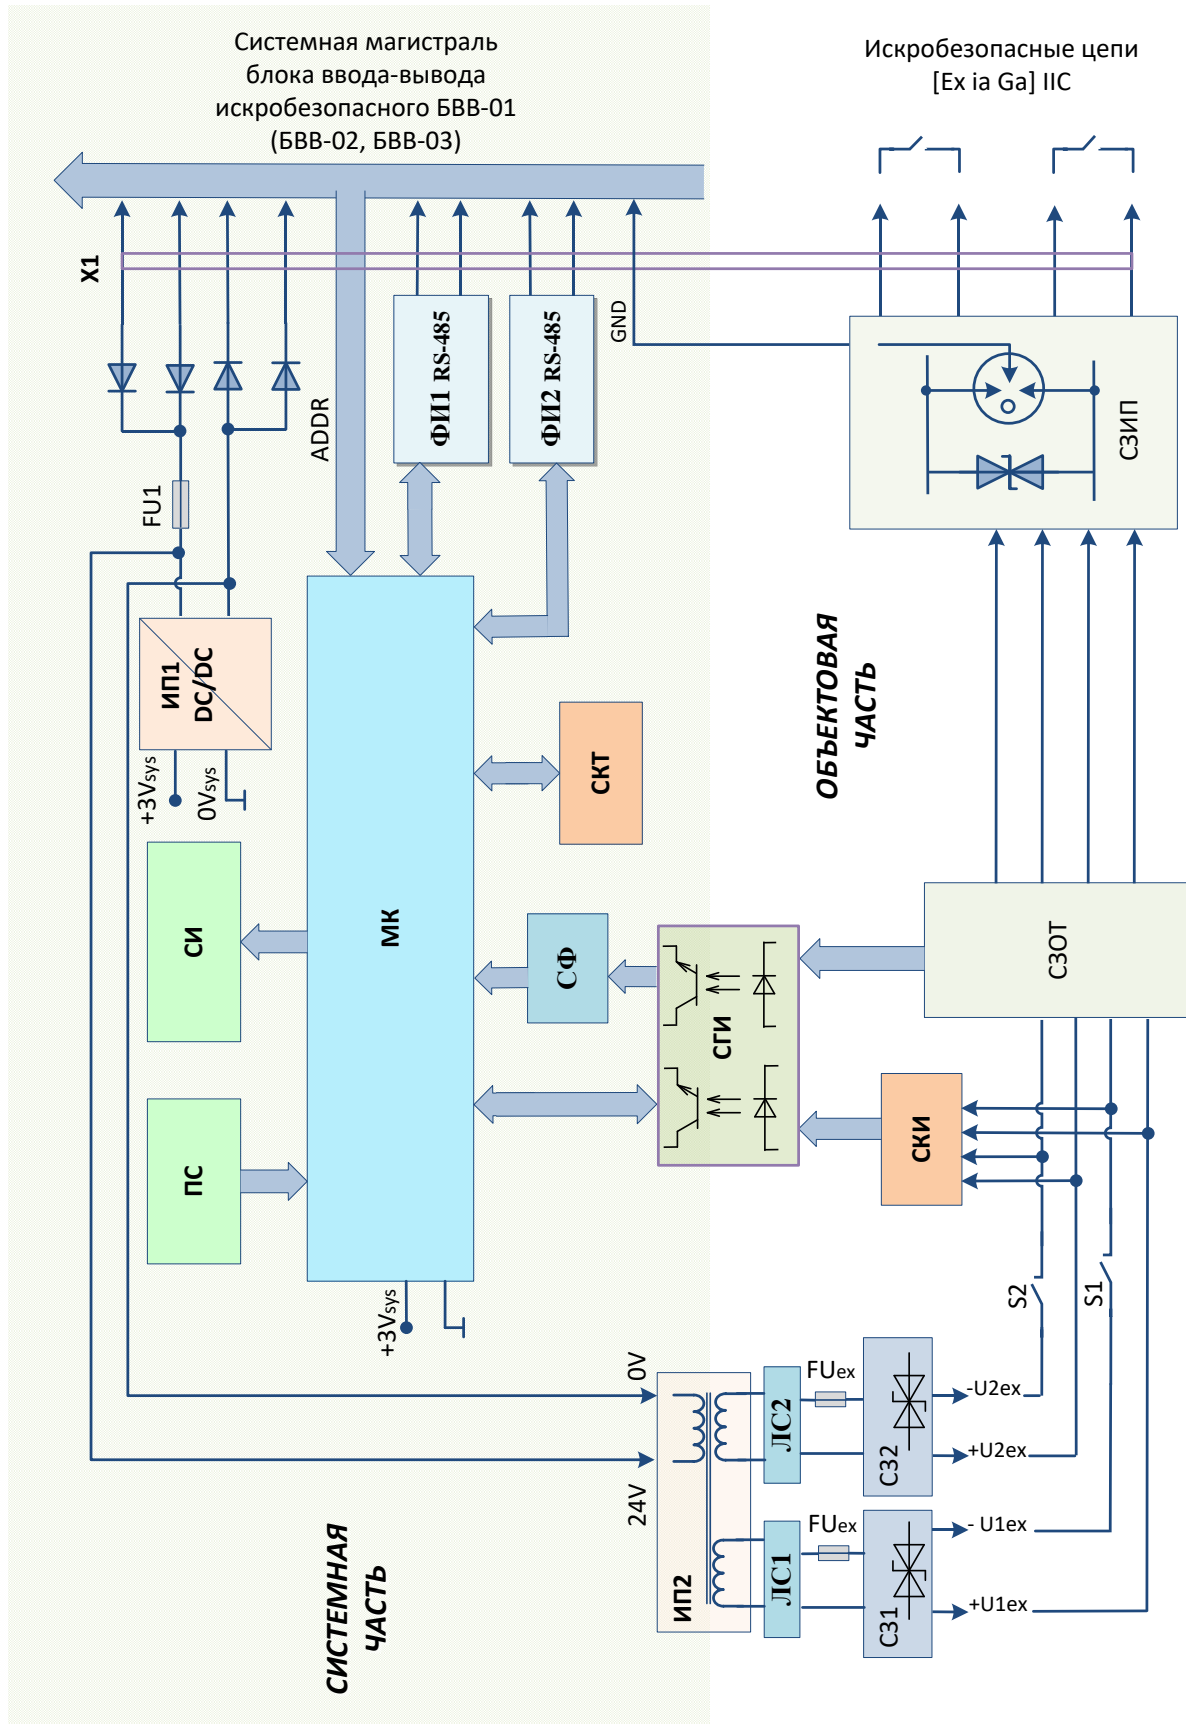 Системная магистраль
блока ввода-вывода
искробезопасного БВВ-01
(БВВ-02, БВВ-03)
Искробезопасные цепи
[Ex ia Ga] IIC
X1
ADDR
ФИ1 RS-485
ФИ2 RS-485
GND
СЗИП
FU1
ИП1
DC/DC
+3Vsys
0Vsys
ОБЪЕКТОВАЯ
ЧАСТЬ
СКТ
СИ
МК
СФ
СГИ
СЗОТ
ПС
СКИ
+3Vsys
S2
S1
0V
24V
ИП2
ЛС2
FUex
СЗ2
-U2ex
+U2ex
ЛС1
FUex
СЗ1
- U1ex
+U1ex
СИСТЕМНАЯ
ЧАСТЬ